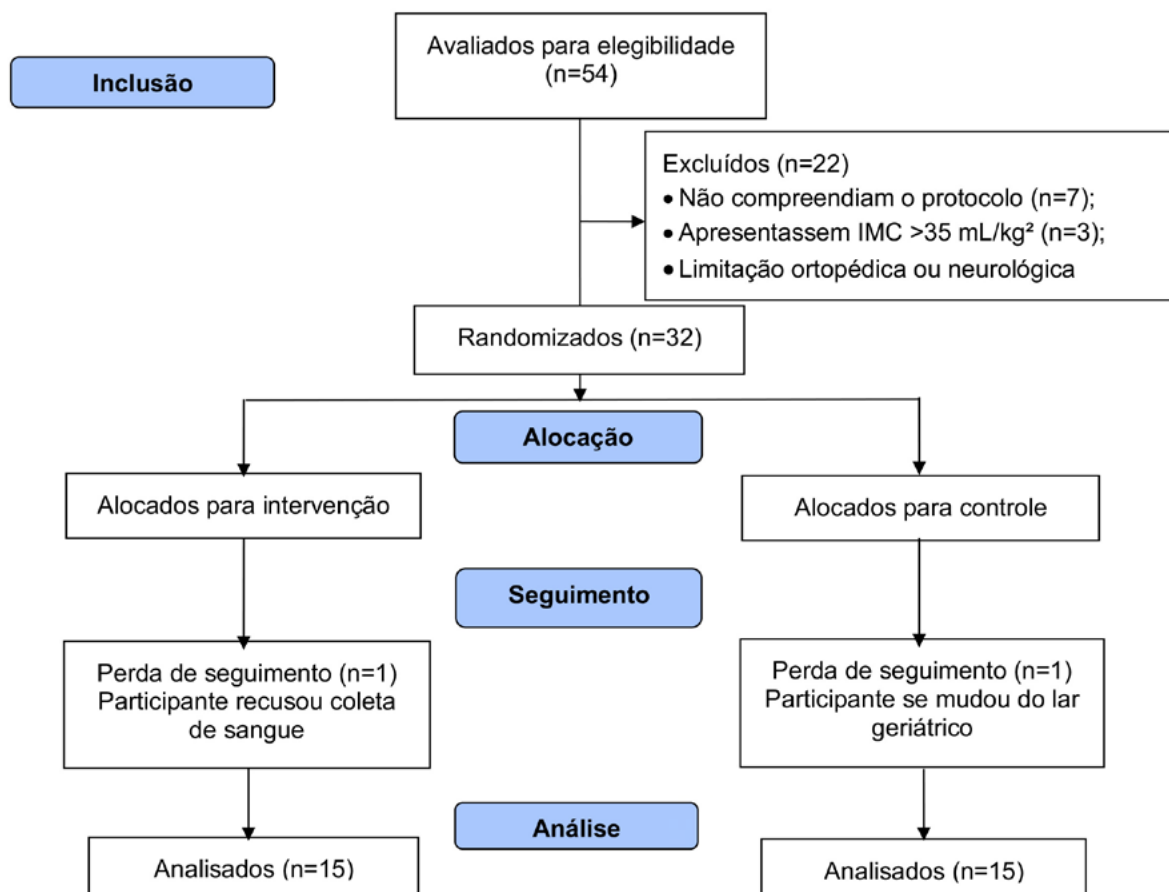 Avaliados para elegibilidade
(n=54)
Inclusão
Excluídos (n=22)
• Não compreendiam o protocolo (n=7);
• Apresentassem IMC >35 mL/kg² (n=3);
• Limitação ortopédica ou neurológica
Randomizados (n=32)
Alocação
Alocados para intervenção
Alocados para controle
Seguimento
Perda de seguimento (n=1)
Participante recusou coleta
de sangue
Perda de seguimento (n=1)
Participante se mudou do lar
geriátrico
Análise
Analisados (n=15)
Analisados (n=15)